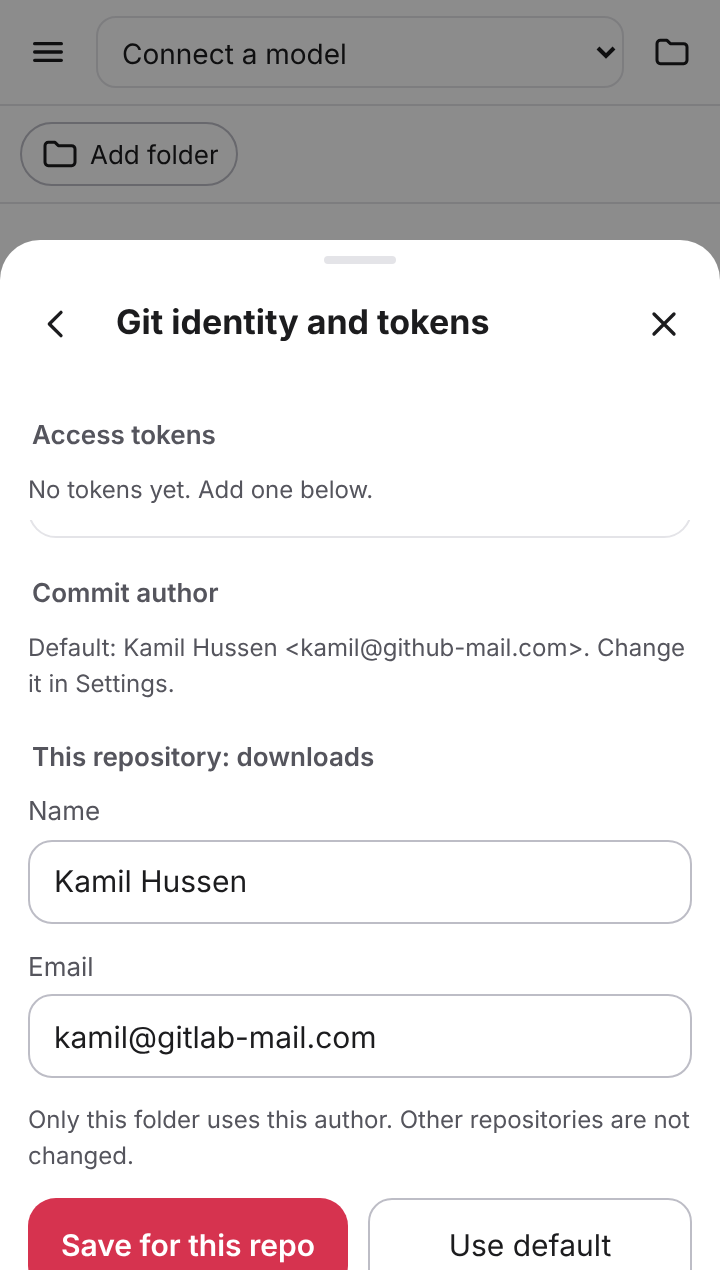 Connect a model
Add folder
Git identity and tokens
Access tokens
No tokens yet. Add one below.
Commit author
Default: Kamil Hussen <kamil@github-mail.com>. Change
it in Settings.
This repository: downloads
Name
Kamil Hussen
Email
kamil@gitlab-mail.com
Only this folder uses this author. Other repositories are not
changed.
Save for this repo
Use default